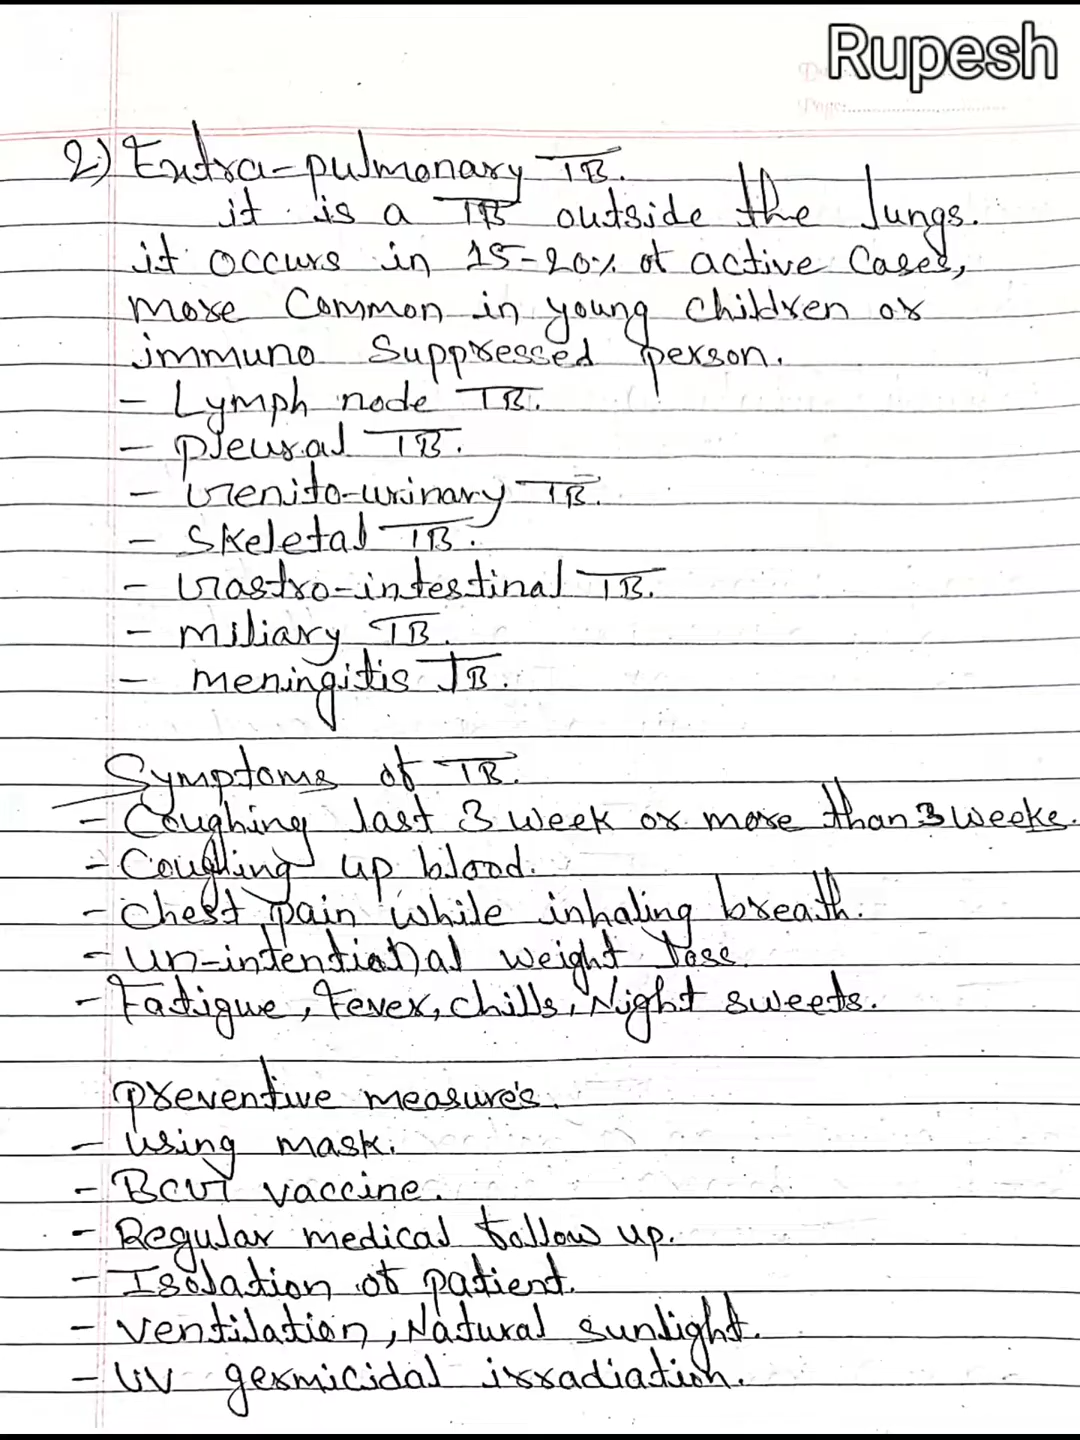 Rupesh
2) Extra-pulmonary TB.
it is a TB outside the lungs.
it occurs in 15-20% of active Cases,
more Common in young children or
immuno Suppressed person.
- Lymph node TB.
- pleural TB.
- Genito-urinary TB.
- Skeletal TB.
- Gastro-intestinal TB.
- miliary TB.
- meningitis TB.
Symptoms of TB.
- Coughing last 3 week or more than 3 weeks.
- Coughing up blood.
- Chest pain while inhaling breath.
- un-intentional weight loss.
- Fatigue, Fever, chills, Night sweets.
preventive measure's.
- using mask.
- BCG vaccine.
- Regular medical follow up.
- Isolation of patient.
- ventilation, Natural sunlight.
- UV germicidal irradiation.